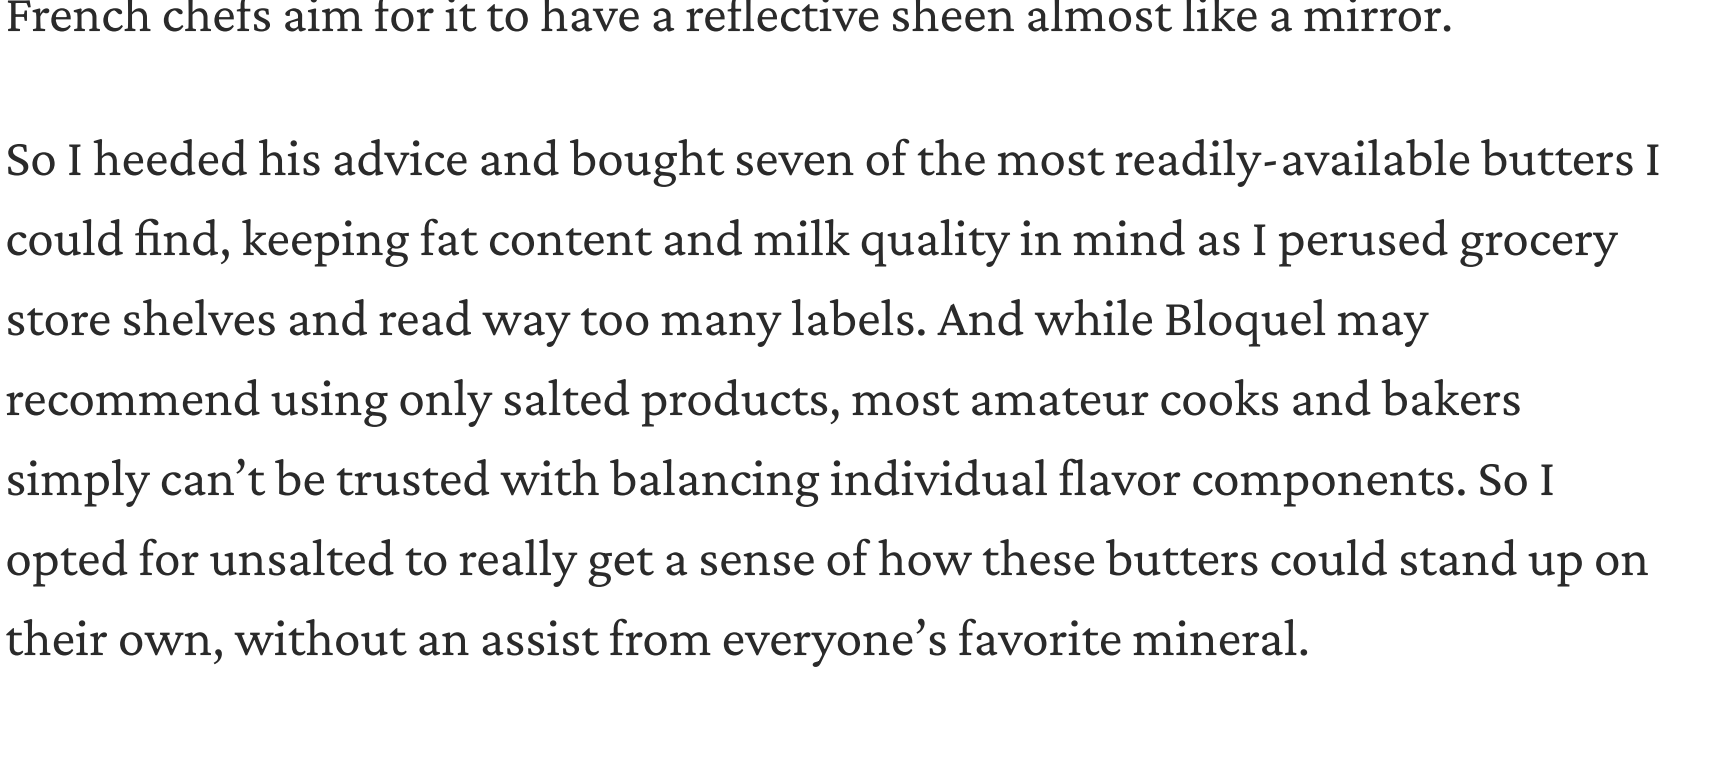 French chefs aim for it to have a reflective sheen almost like a mirror.
So I heeded his advice and bought seven of the most readily-available butters I
could find, keeping fat content and milk quality in mind as I perused grocery
store shelves and read way too many labels. And while Bloquel may
recommend using only salted products, most amateur cooks and bakers
simply can’t be trusted with balancing individual flavor components. So I
opted for unsalted to really get a sense of how these butters could stand up on
their own, without an assist from everyone’s favorite mineral.